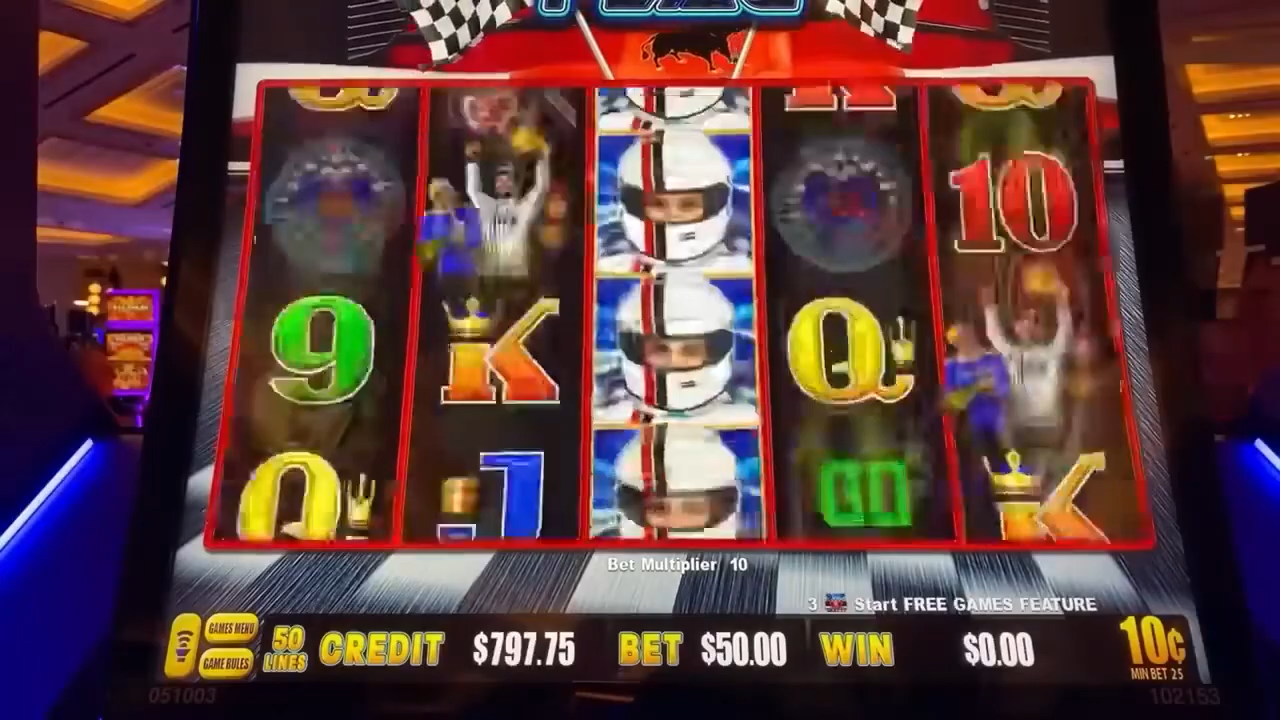 10
9
K
Q
Q
J
K
Bet Multiplier 10
3 Start FREE GAMES FEATURE
GAMES MENU
GAME RULES
50 LINES
CREDIT $797.75
BET $50.00
WIN $0.00
10¢
MIN BET 25
051003
102153